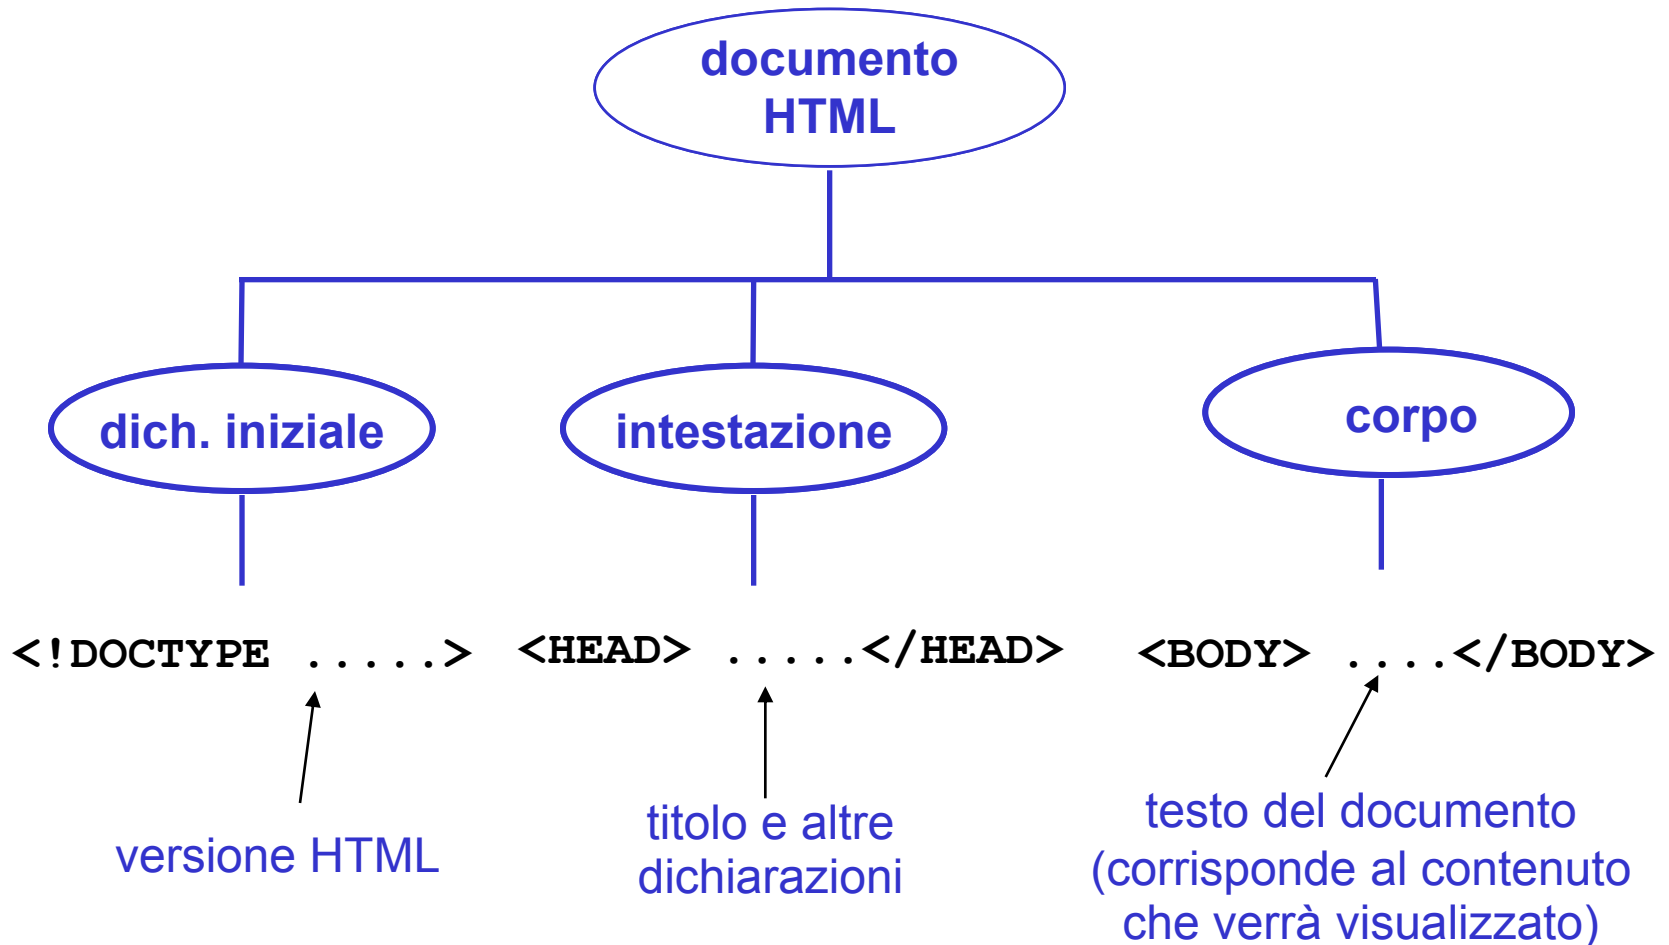 documento
HTML
dich. iniziale
intestazione
corpo
<!DOCTYPE .....>
<HEAD> .....</HEAD>
<BODY> ....</BODY>
versione HTML
titolo e altre
dichiarazioni
testo del documento
(corrisponde al contenuto
che verrà visualizzato)